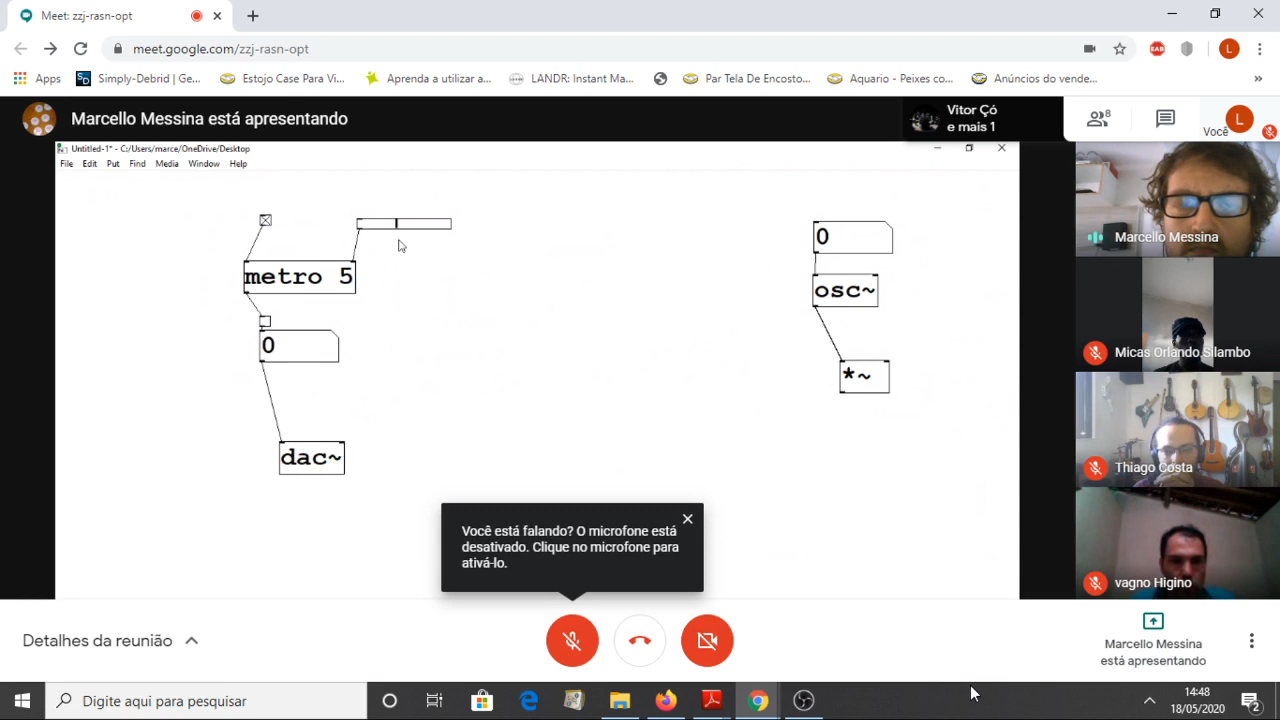 Meet: zzj-rasn-opt
meet.google.com/zzj-rasn-opt
Apps
Simply-Debrid | Ge...
Estojo Case Para Vi...
Aprenda a utilizar a...
LANDR: Instant Ma...
Par Tela De Encosto...
Aquario - Peixes co...
Anúncios do vende...
»
Marcello Messina está apresentando
Vitor Çó
e mais 1
8
Você
L
Untitled-1* - C:/Users/marce/OneDrive/Desktop
File Edit Put Find Media Window Help
metro 5
0
dac~
0
osc~
*~
Marcello Messina
Micas Orlando Silambo
Thiago Costa
vagno Higino
Você está falando? O microfone está
desativado. Clique no microfone para
ativá-lo.
Detalhes da reunião
Marcello Messina
está apresentando
Digite aqui para pesquisar
14:48
18/05/2020
2